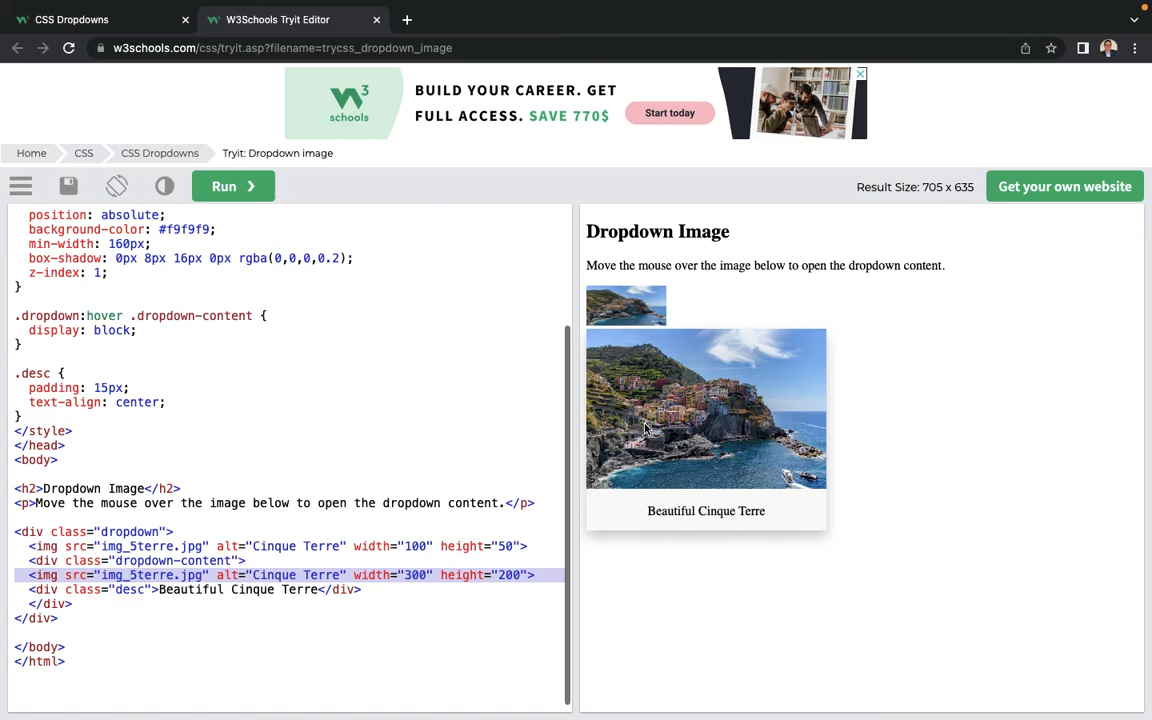 CSS Dropdowns
W3Schools Tryit Editor
w3schools.com/css/tryit.asp?filename=trycss_dropdown_image
W3
schools
BUILD YOUR CAREER. GET
FULL ACCESS. SAVE 770$
Start today
Home
CSS
CSS Dropdowns
Tryit: Dropdown image
Run ❯
Result Size: 705 x 635
Get your own website
position: absolute;
background-color: #f9f9f9;
min-width: 160px;
box-shadow: 0px 8px 16px 0px rgba(0,0,0,0.2);
z-index: 1;
}
.dropdown:hover .dropdown-content {
display: block;
}
.desc {
padding: 15px;
text-align: center;
}
</style>
</head>
<body>
<h2>Dropdown Image</h2>
<p>Move the mouse over the image below to open the dropdown content.</p>
<div class="dropdown">
<img src="img_5terre.jpg" alt="Cinque Terre" width="100" height="50">
<div class="dropdown-content">
<img src="img_5terre.jpg" alt="Cinque Terre" width="300" height="200">
<div class="desc">Beautiful Cinque Terre</div>
</div>
</div>
</body>
</html>
Dropdown Image
Move the mouse over the image below to open the dropdown content.
Beautiful Cinque Terre